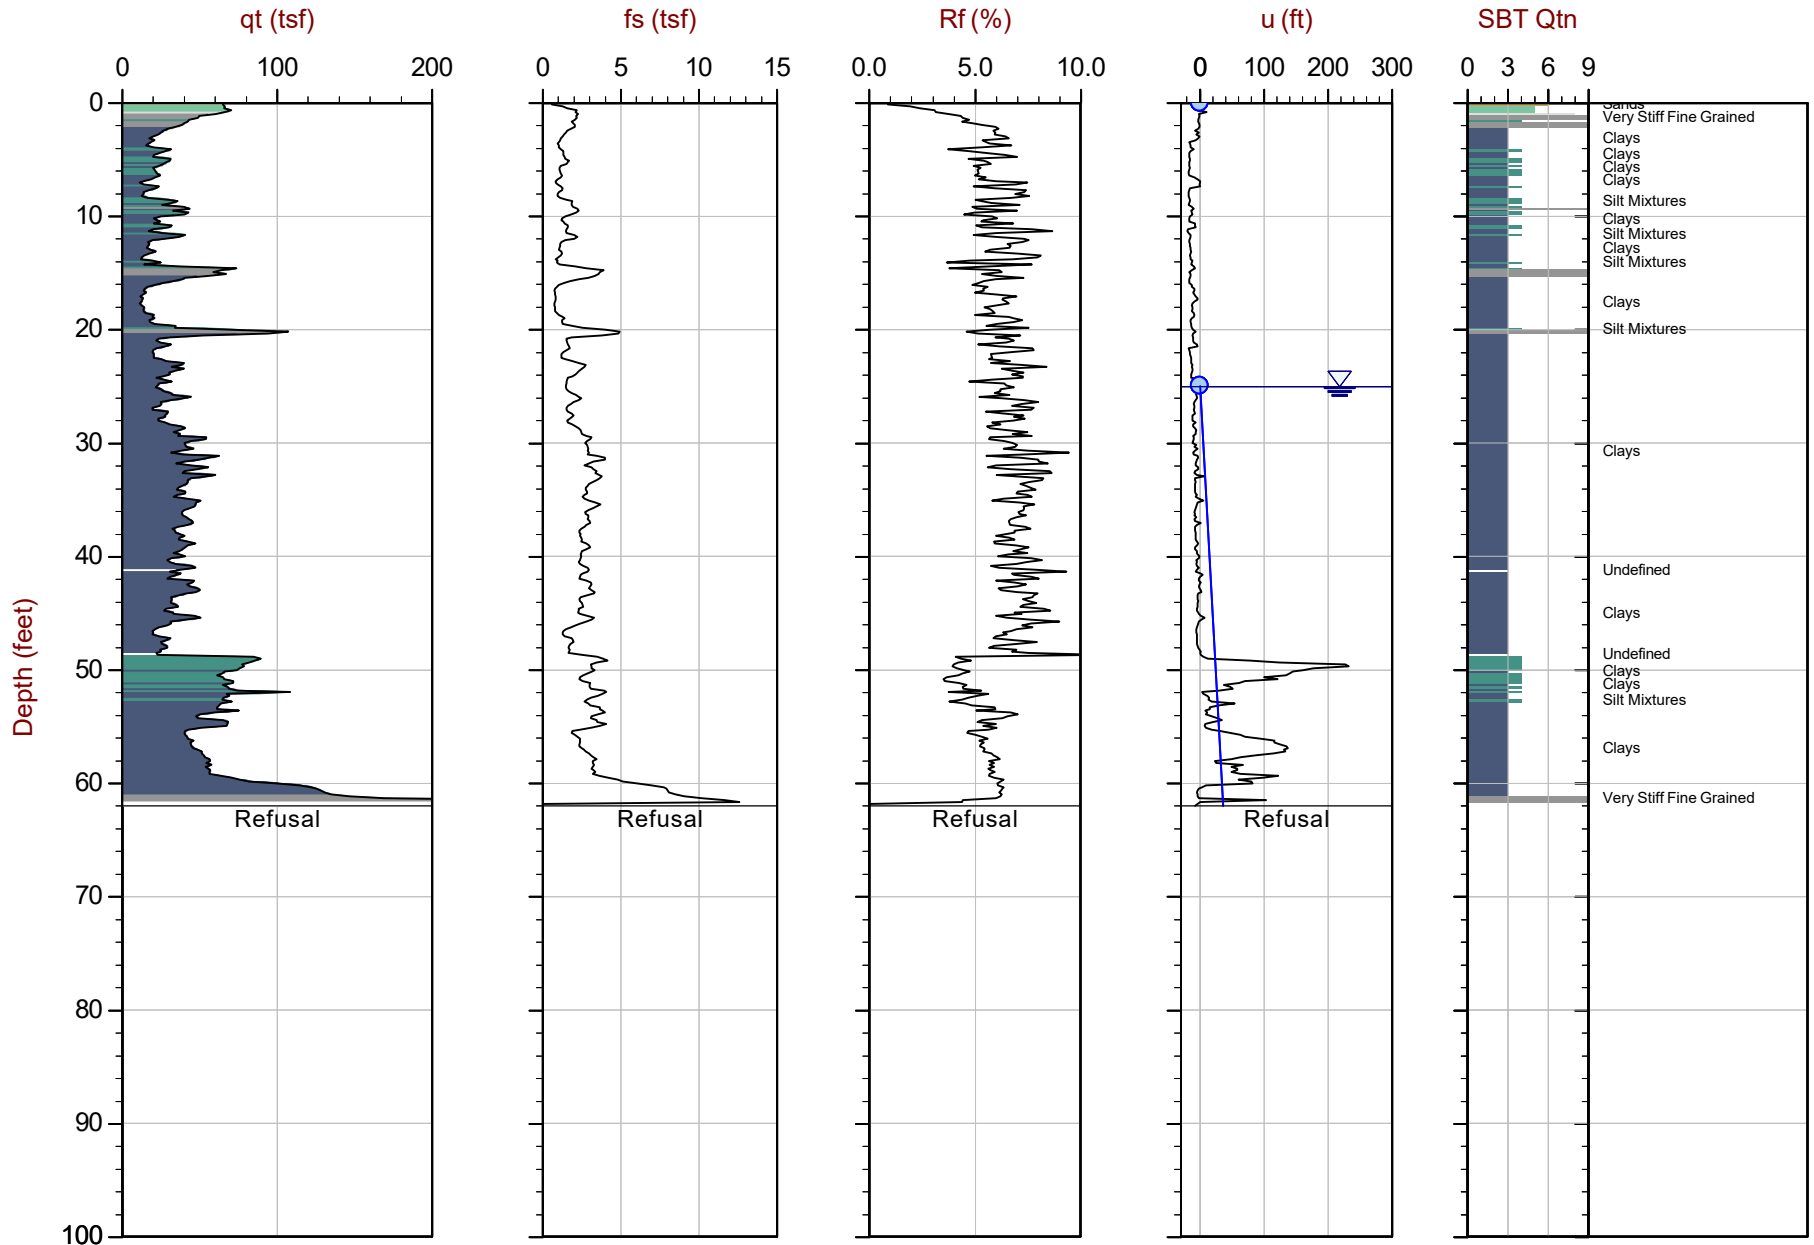 qt (tsf) fs (tsf) Rf (%) u (ft) SBT Qtn
0 100 200 0 5 10 15 0.0 5.0 10.0 0 100 200 300 0 3 6 9
0
10
20
30
40
50
60
70
80
90
100
Depth (feet)
Sands
Very Stiff Fine Grained
Clays
Clays
Clays
Clays
Silt Mixtures
Clays
Silt Mixtures
Clays
Silt Mixtures
Clays
Silt Mixtures
Clays
Undefined
Clays
Undefined
Clays
Clays
Silt Mixtures
Clays
Very Stiff Fine Grained
Refusal Refusal Refusal Refusal